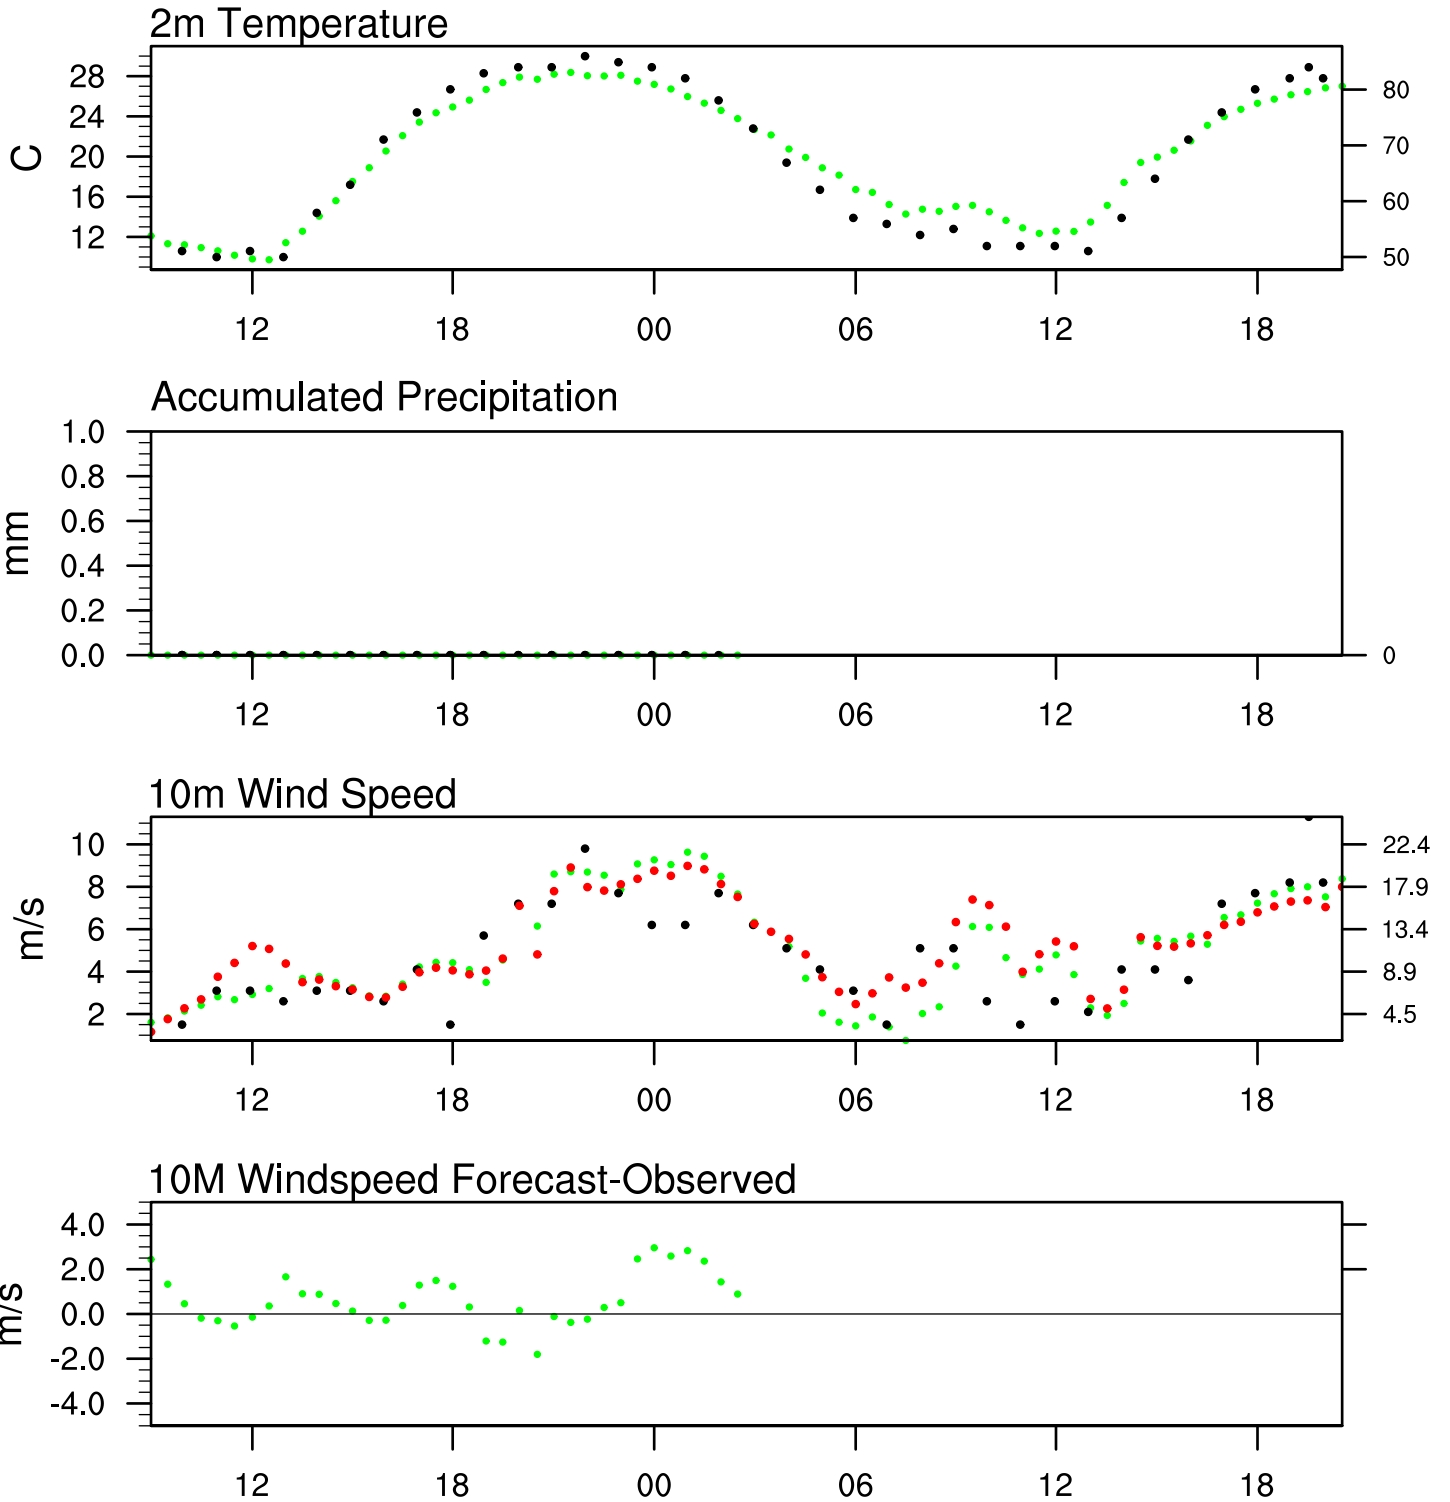 2m Temperature
28
24
20
16
12
C
80
70
60
50
12 18 00 06 12 18
Accumulated Precipitation
1.0
0.8
0.6
0.4
0.2
0.0
mm
0
12 18 00 06 12 18
10m Wind Speed
10
8
6
4
2
m/s
22.4
17.9
13.4
8.9
4.5
12 18 00 06 12 18
10M Windspeed Forecast-Observed
4.0
2.0
0.0
-2.0
-4.0
m/s
12 18 00 06 12 18